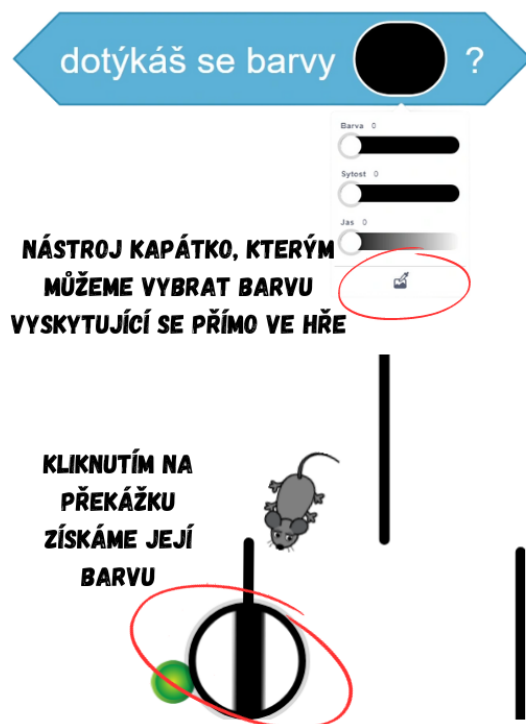 dotýkáš se barvy ?
Barva 0
Sytost 0
Jas 0
NÁSTROJ KAPÁTKO, KTERÝM
MŮŽEME VYBRAT BARVU
VYSKYTUJÍCÍ SE PŘÍMO VE HŘE
KLIKNUTÍM NA
PŘEKÁŽKU
ZÍSKÁME JEJÍ
BARVU